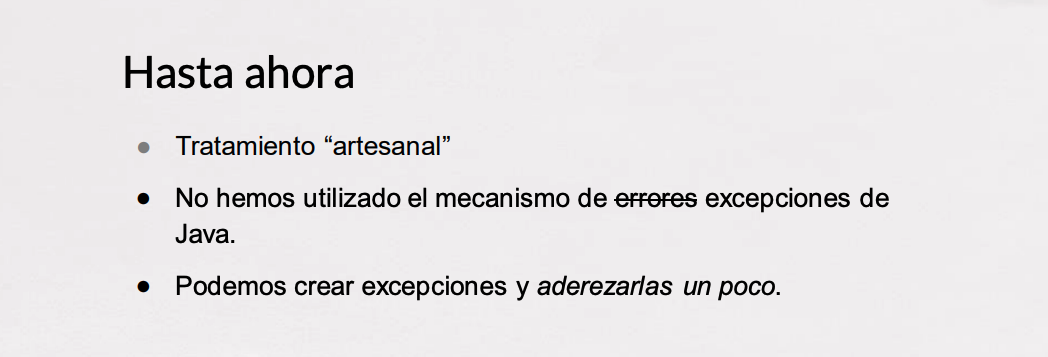 Hasta ahora
Tratamiento “artesanal”
No hemos utilizado el mecanismo de errores excepciones de
Java.
Podemos crear excepciones y aderezarlas un poco.